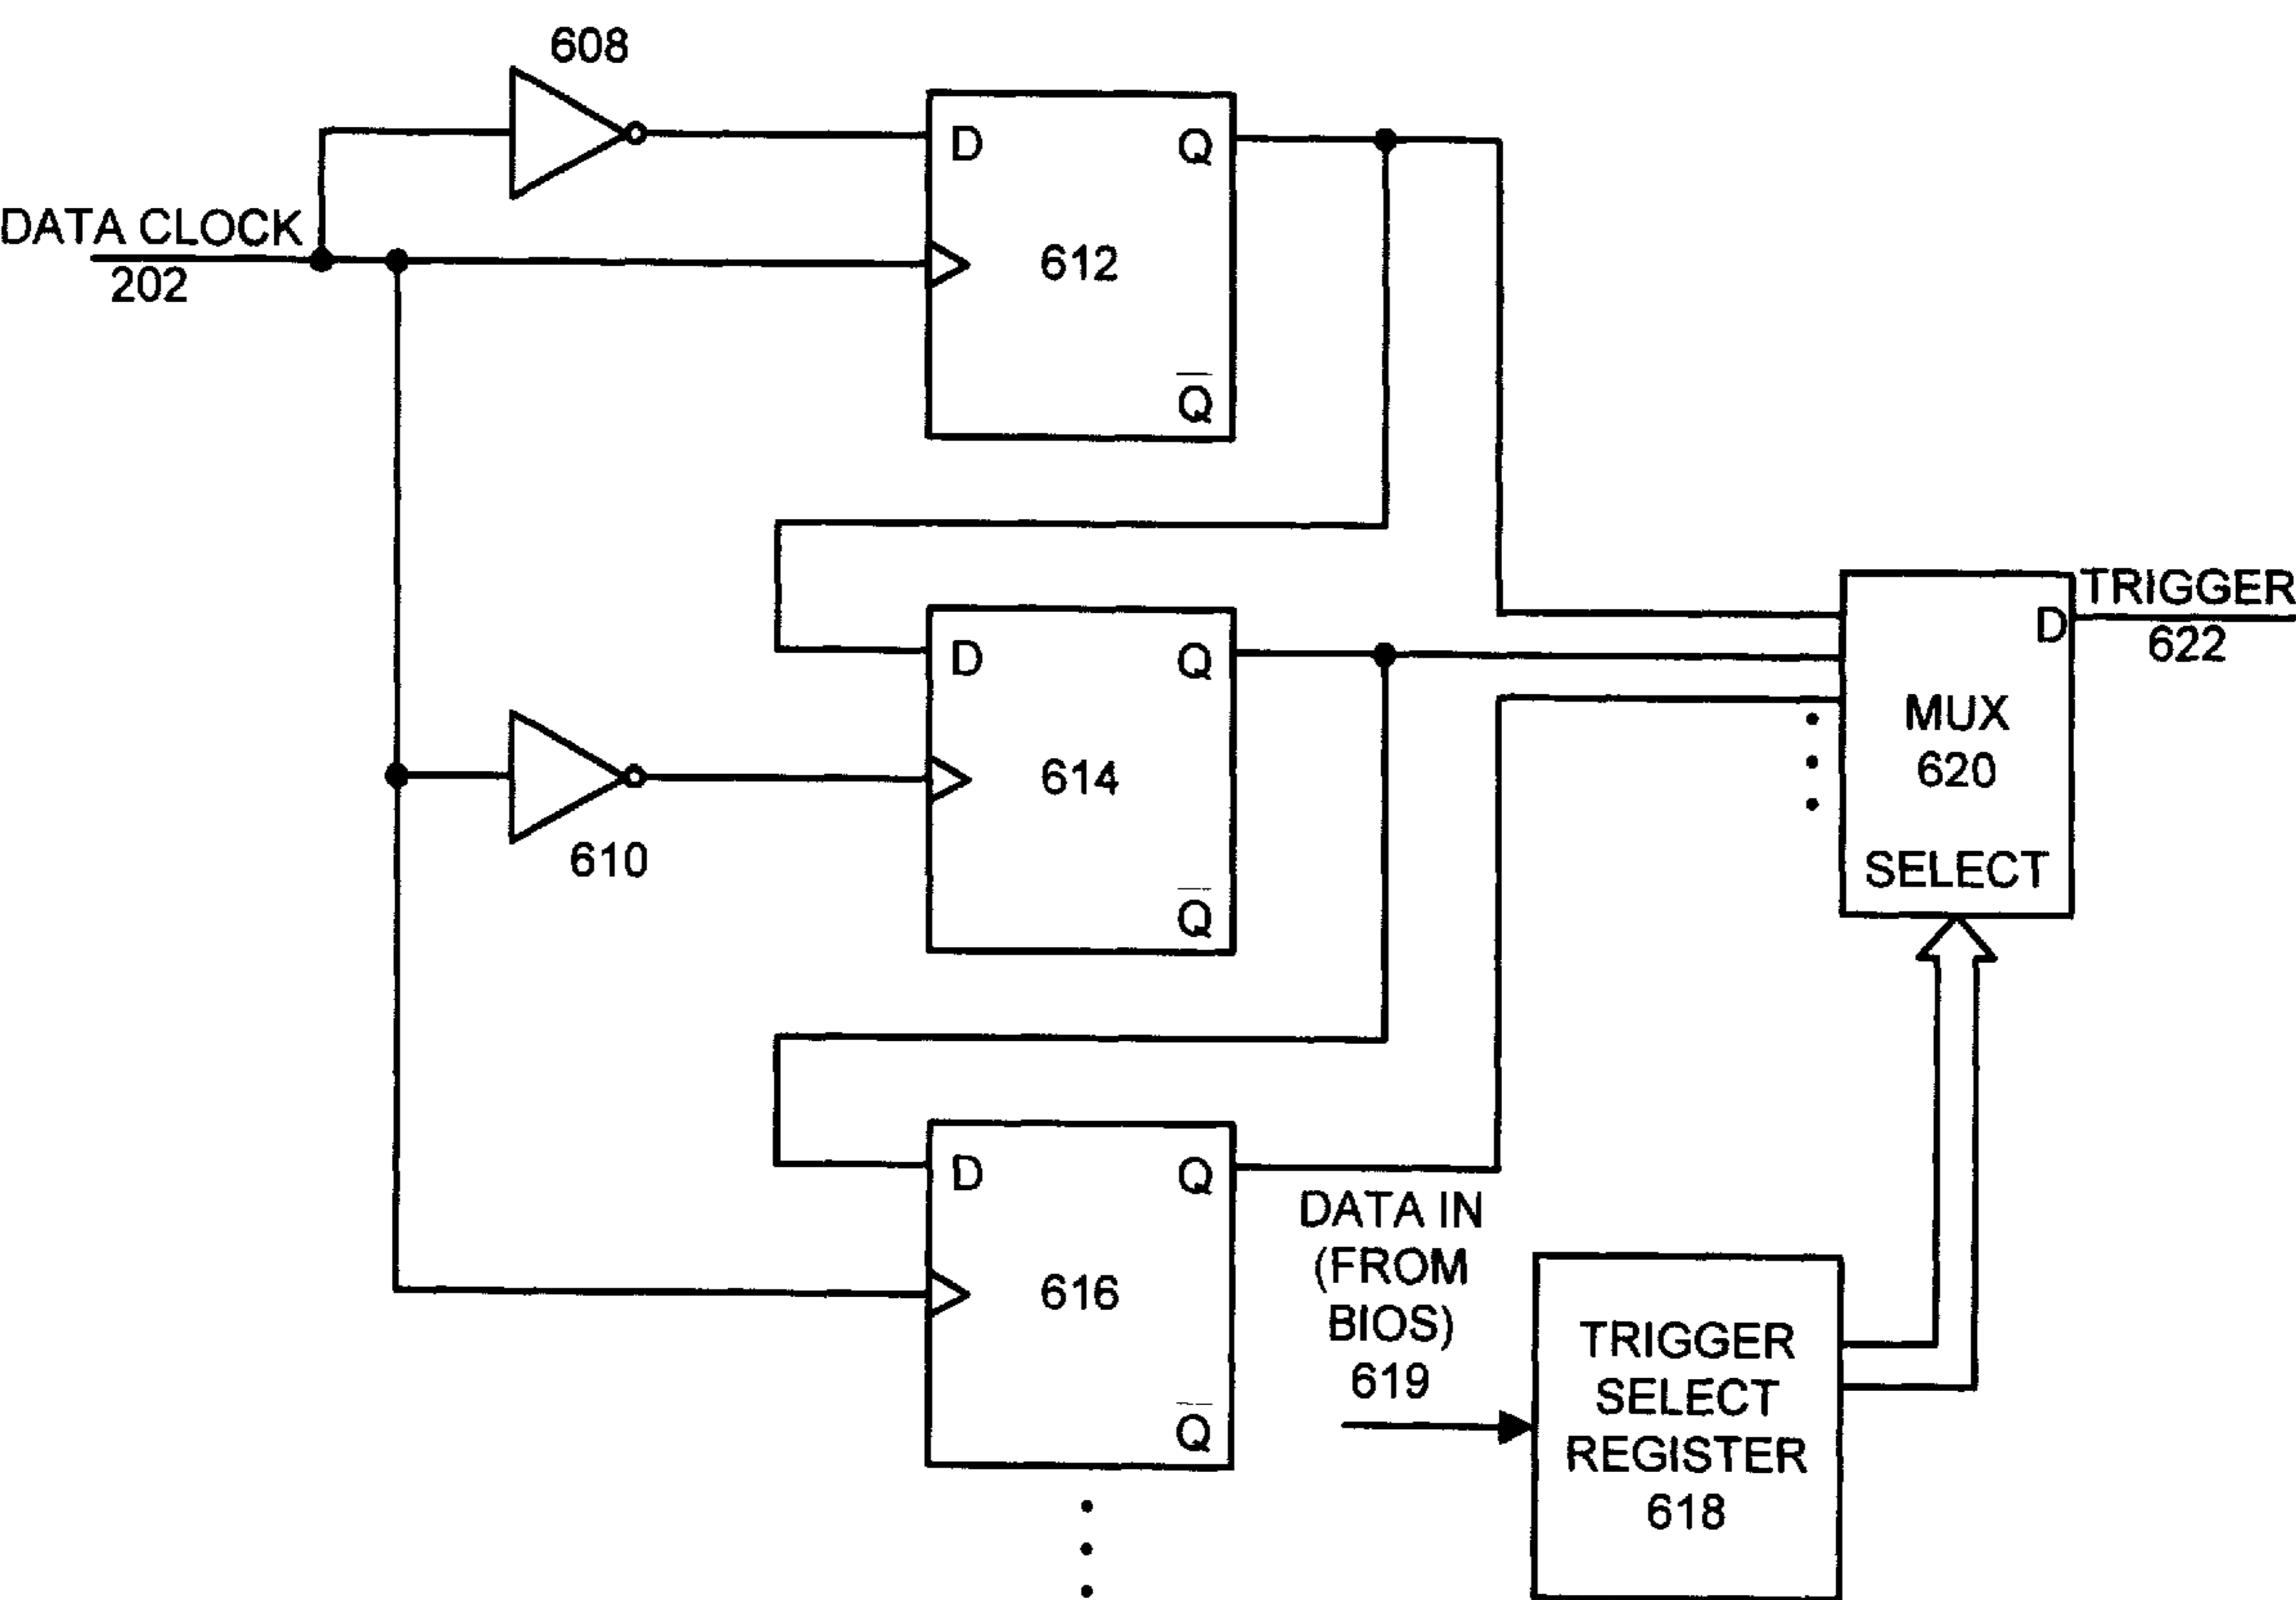 608
D
Q
DATA CLOCK
202
612
Q
TRIGGER
D
622
D
Q
MUX
620
614
610
SELECT
Q
D
Q
DATA IN
(FROM
BIOS)
619
616
TRIGGER
SELECT
REGISTER
618
Q